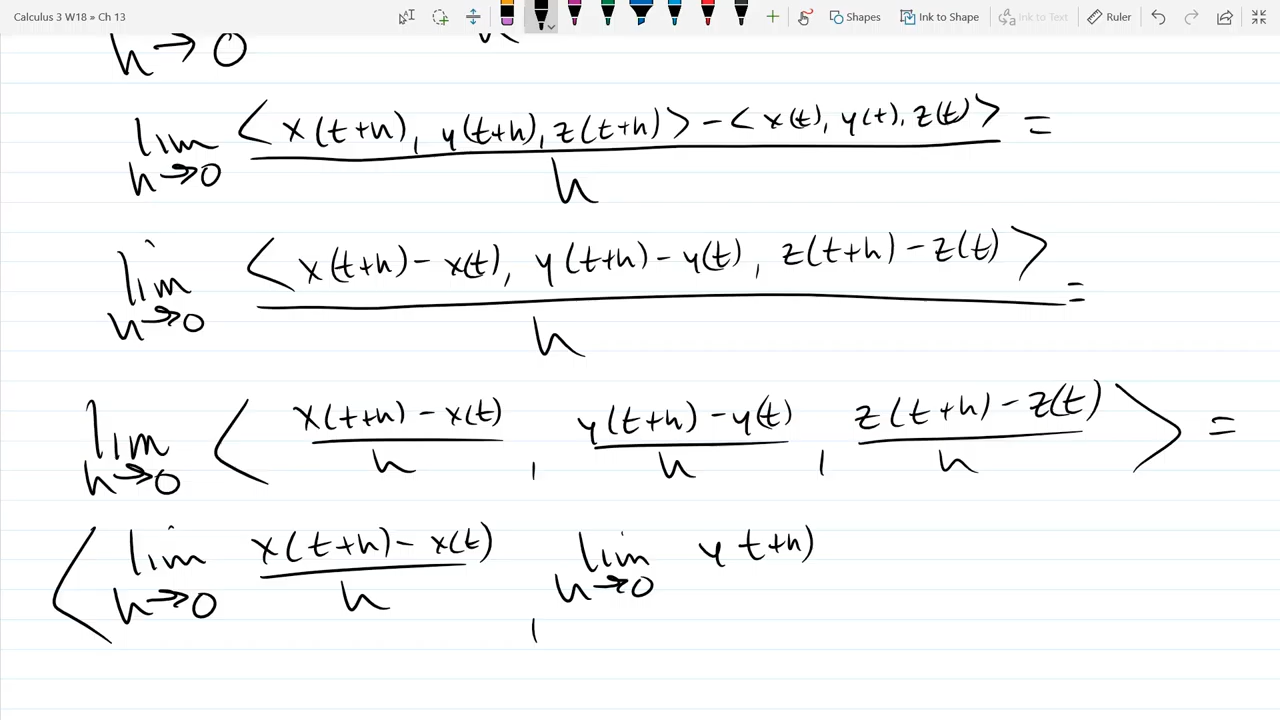 Calculus 3 W18 » Ch 13
Shapes Ink to Shape Ink to Text Ruler
h→0 h
lim h→0 <x(t+h), y(t+h), z(t+h)> - <x(t), y(t), z(t)> =
h
lim h→0 <x(t+h) - x(t), y(t+h) - y(t), z(t+h) - z(t)> =
h
lim h→0 < x(t+h) - x(t) / h, y(t+h) - y(t) / h, z(t+h) - z(t) / h > =
< lim h→0 x(t+h) - x(t) / h, lim h→0 y t+h)